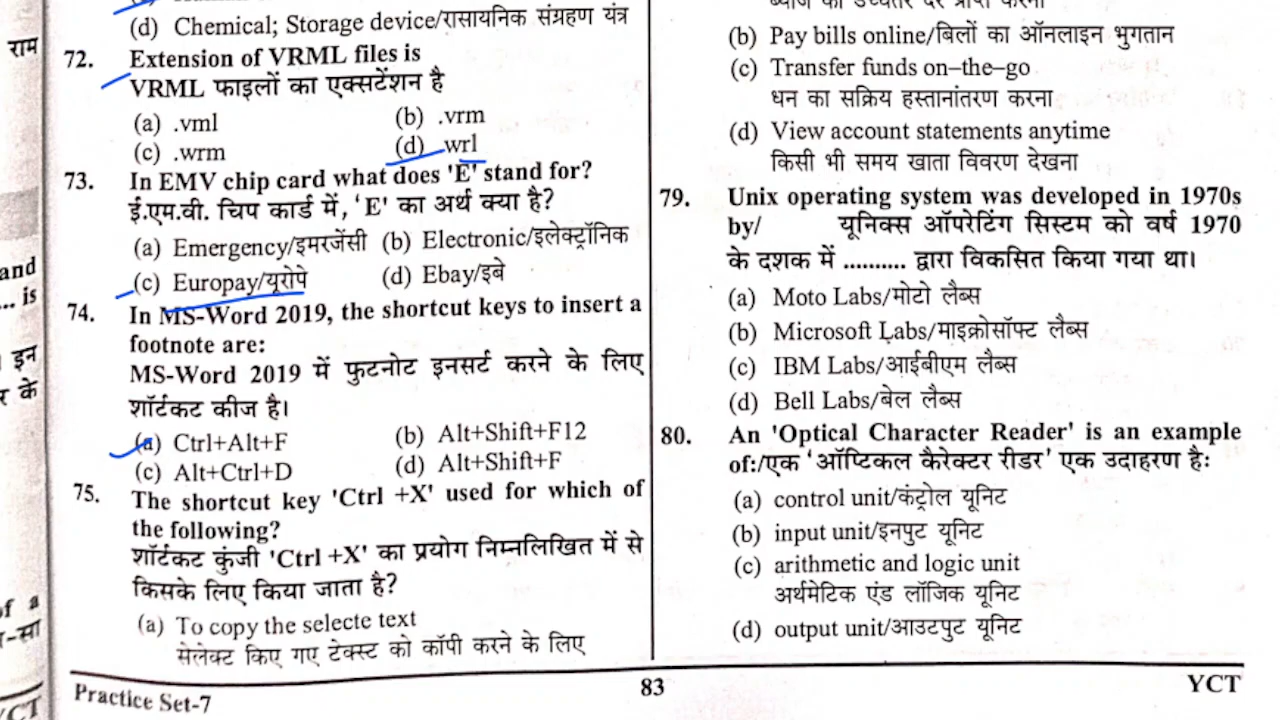 राम
and
... is
इन
र के
of a
ा-सा
YCT
(d) Chemical; Storage device/रासायनिक संग्रहण यंत्र
72. Extension of VRML files is
VRML फाइलों का एक्सटेंशन है
(a) .vml (b) .vrm
(c) .wrm (d) .wrl
73. In EMV chip card what does 'E' stand for?
ई.एम.वी. चिप कार्ड में, 'E' का अर्थ क्या है?
(a) Emergency/इमरजेंसी (b) Electronic/इलेक्ट्रॉनिक
(c) Europay/यूरोपे (d) Ebay/इबे
74. In MS-Word 2019, the shortcut keys to insert a
footnote are:
MS-Word 2019 में फुटनोट इनसर्ट करने के लिए
शॉर्टकट कीज है।
(a) Ctrl+Alt+F (b) Alt+Shift+F12
(c) Alt+Ctrl+D (d) Alt+Shift+F
75. The shortcut key 'Ctrl +X' used for which of
the following?
शॉर्टकट कुंजी 'Ctrl +X' का प्रयोग निम्नलिखित में से
किसके लिए किया जाता है?
(a) To copy the selecte text
सेलेक्ट किए गए टेक्स्ट को कॉपी करने के लिए
ब्याज की उच्चतर दर प्राप्त करना
(b) Pay bills online/बिलों का ऑनलाइन भुगतान
(c) Transfer funds on–the–go
धन का सक्रिय हस्तानांतरण करना
(d) View account statements anytime
किसी भी समय खाता विवरण देखना
79. Unix operating system was developed in 1970s
by/ यूनिक्स ऑपरेटिंग सिस्टम को वर्ष 1970
के दशक में .......... द्वारा विकसित किया गया था।
(a) Moto Labs/मोटो लैब्स
(b) Microsoft Labs/माइक्रोसॉफ्ट लैब्स
(c) IBM Labs/आईबीएम लैब्स
(d) Bell Labs/बेल लैब्स
80. An 'Optical Character Reader' is an example
of:/एक 'ऑप्टिकल कैरेक्टर रीडर' एक उदाहरण है:
(a) control unit/कंट्रोल यूनिट
(b) input unit/इनपुट यूनिट
(c) arithmetic and logic unit
अर्थमेटिक एंड लॉजिक यूनिट
(d) output unit/आउटपुट यूनिट
Practice Set-7 83 YCT